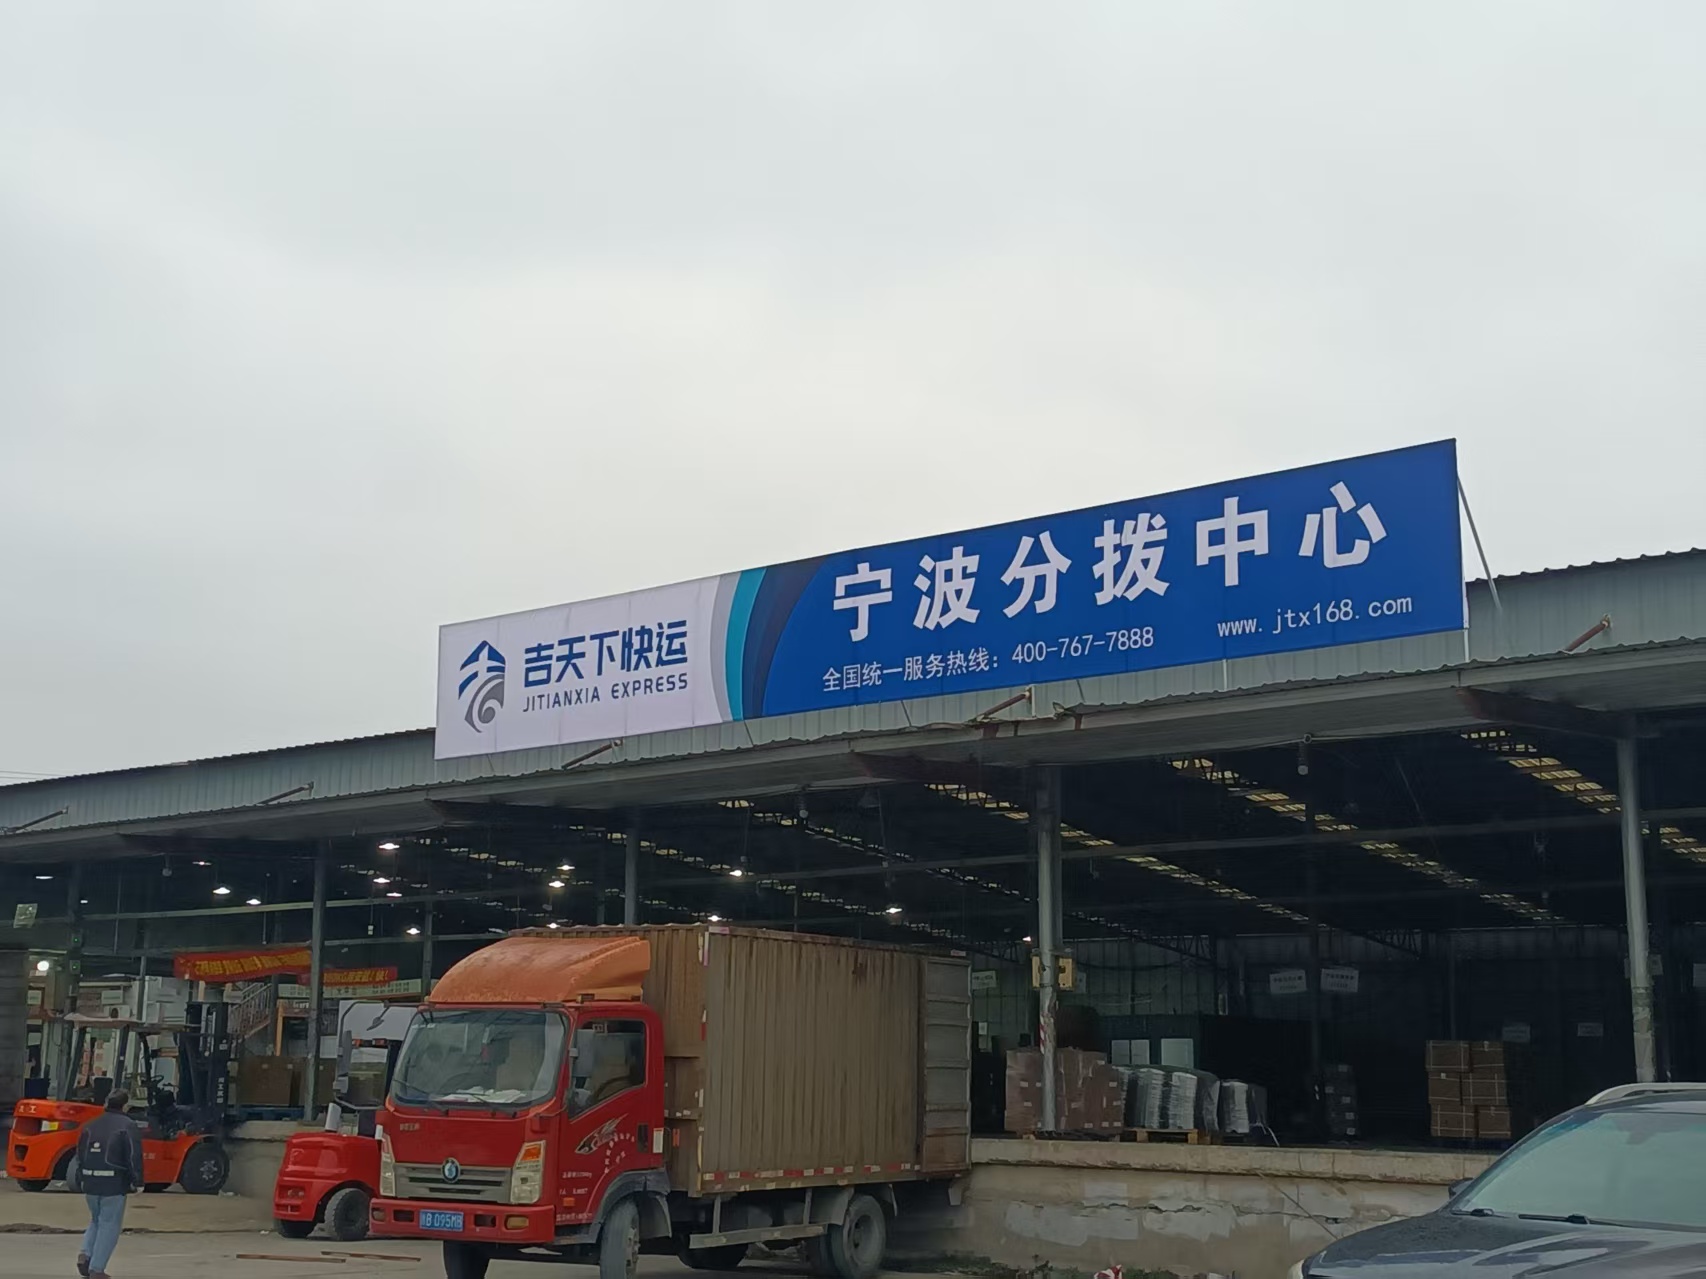 宁波分拨中心
吉天下快运
JITIANXIA EXPRESS
全国统一服务热线：400-767-7888
www.jtx168.com
B D95M8